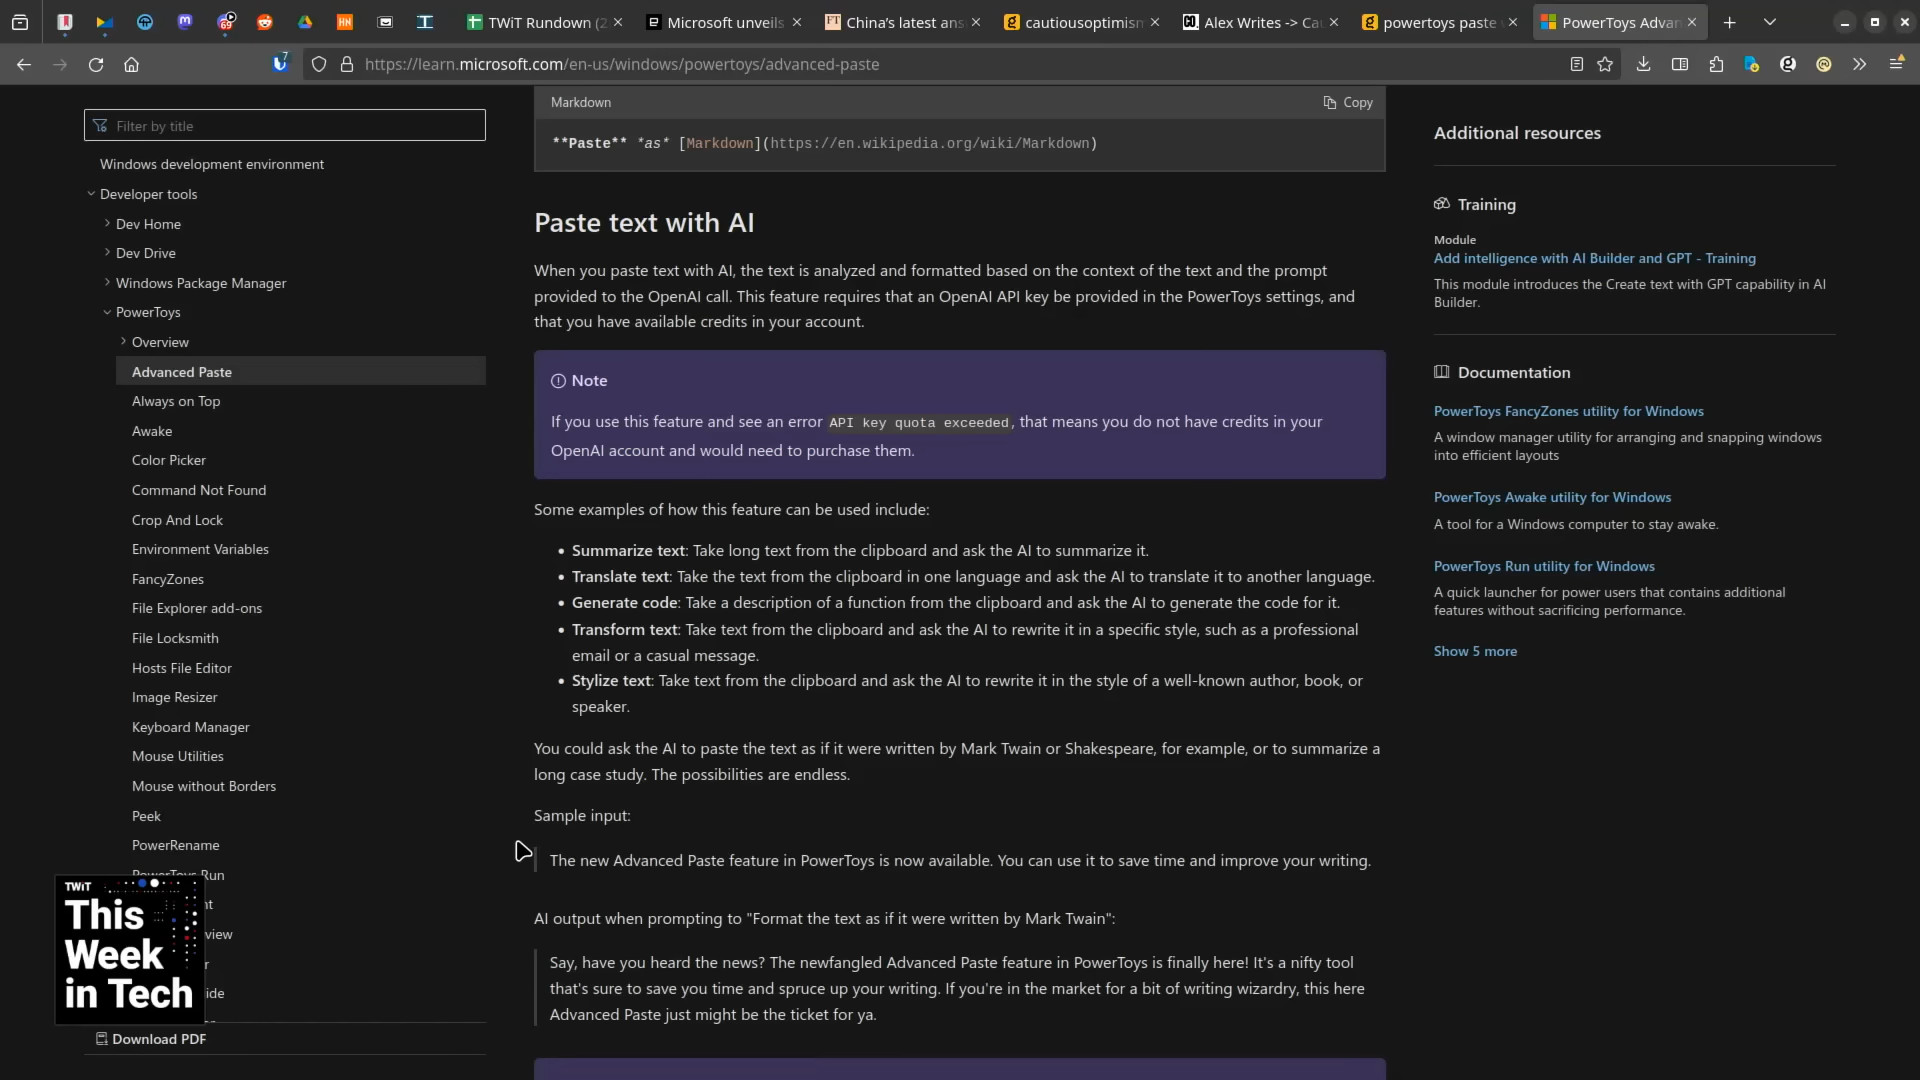 TWiT Rundown (2
Microsoft unveils
China's latest ans
cautiousoptimism
Alex Writes -> Ca
powertoys paste
PowerToys Advan
https://learn.microsoft.com/en-us/windows/powertoys/advanced-paste
Filter by title
Windows development environment
Developer tools
Dev Home
Dev Drive
Windows Package Manager
PowerToys
Overview
Advanced Paste
Always on Top
Awake
Color Picker
Command Not Found
Crop And Lock
Environment Variables
FancyZones
File Explorer add-ons
File Locksmith
Hosts File Editor
Image Resizer
Keyboard Manager
Mouse Utilities
Mouse without Borders
Peek
PowerRename
PowerToys Run
nt
view
r
ide
TWiT
This
Week
in Tech
Download PDF
Markdown
Copy
**Paste** *as* [Markdown](https://en.wikipedia.org/wiki/Markdown)
Paste text with AI
When you paste text with AI, the text is analyzed and formatted based on the context of the text and the prompt
provided to the OpenAI call. This feature requires that an OpenAI API key be provided in the PowerToys settings, and
that you have available credits in your account.
Note
If you use this feature and see an error API key quota exceeded, that means you do not have credits in your
OpenAI account and would need to purchase them.
Some examples of how this feature can be used include:
• Summarize text: Take long text from the clipboard and ask the AI to summarize it.
• Translate text: Take the text from the clipboard in one language and ask the AI to translate it to another language.
• Generate code: Take a description of a function from the clipboard and ask the AI to generate the code for it.
• Transform text: Take text from the clipboard and ask the AI to rewrite it in a specific style, such as a professional
email or a casual message.
• Stylize text: Take text from the clipboard and ask the AI to rewrite it in the style of a well-known author, book, or
speaker.
You could ask the AI to paste the text as if it were written by Mark Twain or Shakespeare, for example, or to summarize a
long case study. The possibilities are endless.
Sample input:
The new Advanced Paste feature in PowerToys is now available. You can use it to save time and improve your writing.
AI output when prompting to "Format the text as if it were written by Mark Twain":
Say, have you heard the news? The newfangled Advanced Paste feature in PowerToys is finally here! It's a nifty tool
that's sure to save you time and spruce up your writing. If you're in the market for a bit of writing wizardry, this here
Advanced Paste just might be the ticket for ya.
Additional resources
Training
Module
Add intelligence with AI Builder and GPT - Training
This module introduces the Create text with GPT capability in AI
Builder.
Documentation
PowerToys FancyZones utility for Windows
A window manager utility for arranging and snapping windows
into efficient layouts
PowerToys Awake utility for Windows
A tool for a Windows computer to stay awake.
PowerToys Run utility for Windows
A quick launcher for power users that contains additional
features without sacrificing performance.
Show 5 more